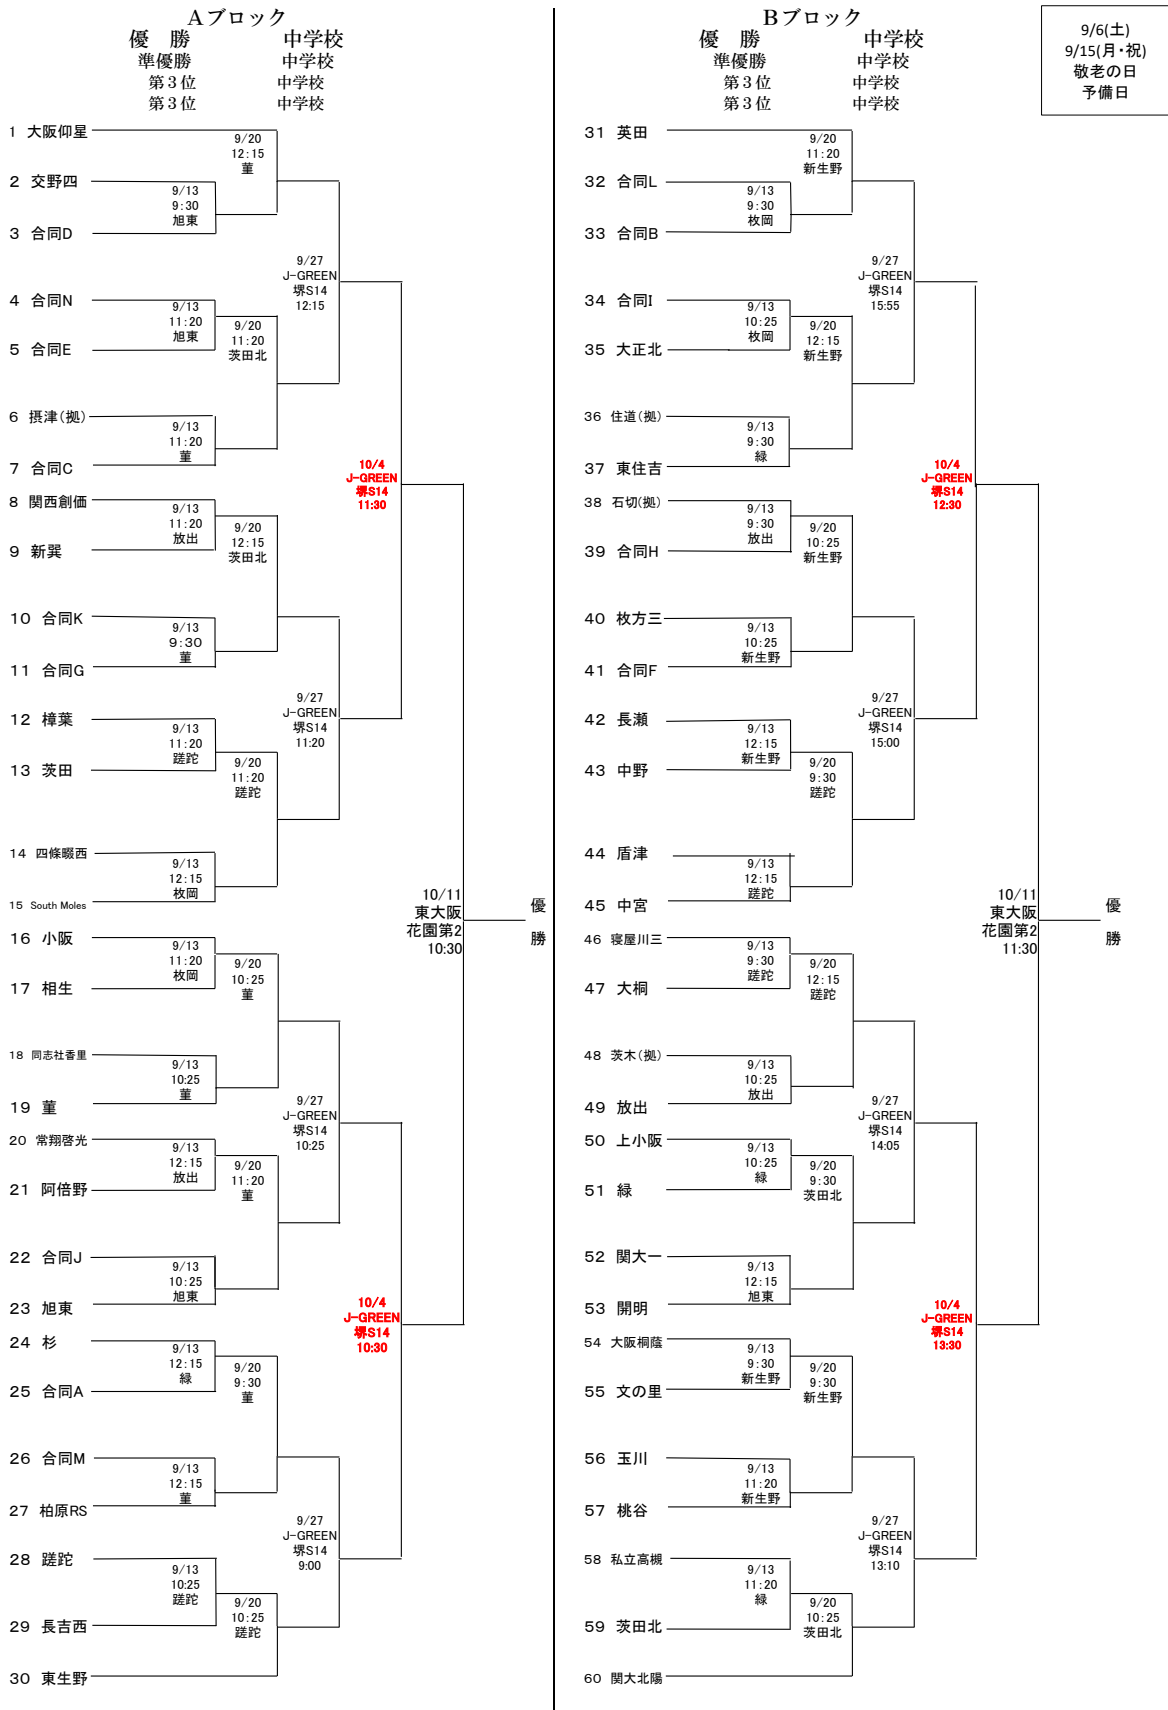 Aブロック
優　勝　　中学校
準優勝　　中学校
第３位　　中学校
第３位　　中学校
1 大阪仰星
9/20
12:15
菫
2 交野四
9/13
9:30
旭東
3 合同D
9/27
J-GREEN
堺S14
12:15
4 合同N
9/13
11:20
旭東
9/20
11:20
茨田北
5 合同E
6 摂津(拠)
9/13
11:20
菫
7 合同C
10/4
J-GREEN
堺S14
11:30
8 関西創価
9/13
11:20
放出
9/20
12:15
茨田北
9 新巽
10 合同K
9/13
9:30
菫
11 合同G
9/27
J-GREEN
堺S14
11:20
12 樟葉
9/13
11:20
蹉跎
9/20
11:20
蹉跎
13 茨田
14 四條畷西
9/13
12:15
枚岡
15 South Moles
10/11
東大阪
花園第2
10:30
優
勝
16 小阪
9/13
11:20
枚岡
9/20
10:25
菫
17 相生
18 同志社香里
9/13
10:25
菫
19 菫
9/27
J-GREEN
堺S14
10:25
20 常翔啓光
9/13
12:15
放出
9/20
11:20
菫
21 阿倍野
22 合同J
9/13
10:25
旭東
23 旭東
10/4
J-GREEN
堺S14
10:30
24 杉
9/13
12:15
緑
9/20
9:30
菫
25 合同A
26 合同M
9/13
12:15
菫
27 柏原RS
9/27
J-GREEN
堺S14
9:00
28 蹉跎
9/13
10:25
蹉跎
9/20
10:25
蹉跎
29 長吉西
30 東生野
Bブロック
優　勝　　中学校
準優勝　　中学校
第３位　　中学校
第３位　　中学校
9/6(土)
9/15(月・祝)
敬老の日
予備日
31 英田
9/20
11:20
新生野
32 合同L
9/13
9:30
枚岡
33 合同B
9/27
J-GREEN
堺S14
15:55
34 合同I
9/13
10:25
枚岡
9/20
12:15
新生野
35 大正北
36 住道(拠)
9/13
9:30
緑
37 東住吉
10/4
J-GREEN
堺S14
12:30
38 石切(拠)
9/13
9:30
放出
9/20
10:25
新生野
39 合同H
40 枚方三
9/13
10:25
新生野
41 合同F
9/27
J-GREEN
堺S14
15:00
42 長瀬
9/13
12:15
新生野
9/20
9:30
蹉跎
43 中野
44 盾津
9/13
12:15
蹉跎
45 中宮
10/11
東大阪
花園第2
11:30
優
勝
46 寝屋川三
9/13
9:30
蹉跎
9/20
12:15
蹉跎
47 大桐
48 茨木(拠)
9/13
10:25
放出
49 放出
9/27
J-GREEN
堺S14
14:05
50 上小阪
9/13
10:25
緑
9/20
9:30
茨田北
51 緑
52 関大一
9/13
12:15
旭東
53 開明
10/4
J-GREEN
堺S14
13:30
54 大阪桐蔭
9/13
9:30
新生野
9/20
9:30
新生野
55 文の里
56 玉川
9/13
11:20
新生野
57 桃谷
9/27
J-GREEN
堺S14
13:10
58 私立高槻
9/13
11:20
緑
9/20
10:25
茨田北
59 茨田北
60 関大北陽